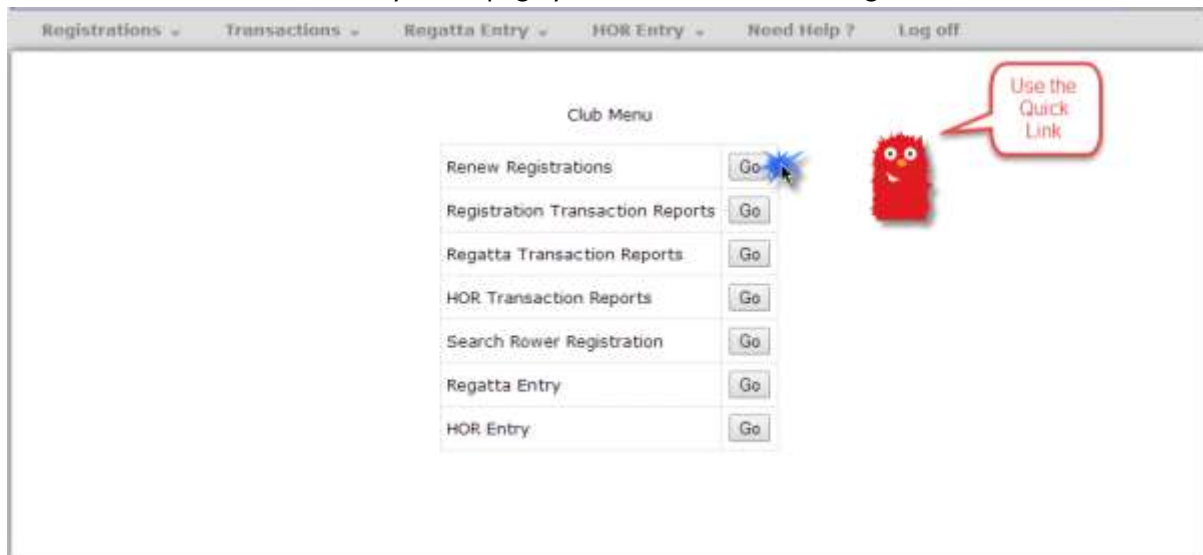 Registrations Transactions Regatta Entry HOR Entry Need Help ? Log off
Use the
Quick
Link
Club Menu
Renew Registrations Go
Registration Transaction Reports Go
Regatta Transaction Reports Go
HOR Transaction Reports Go
Search Rower Registration Go
Regatta Entry Go
HOR Entry Go